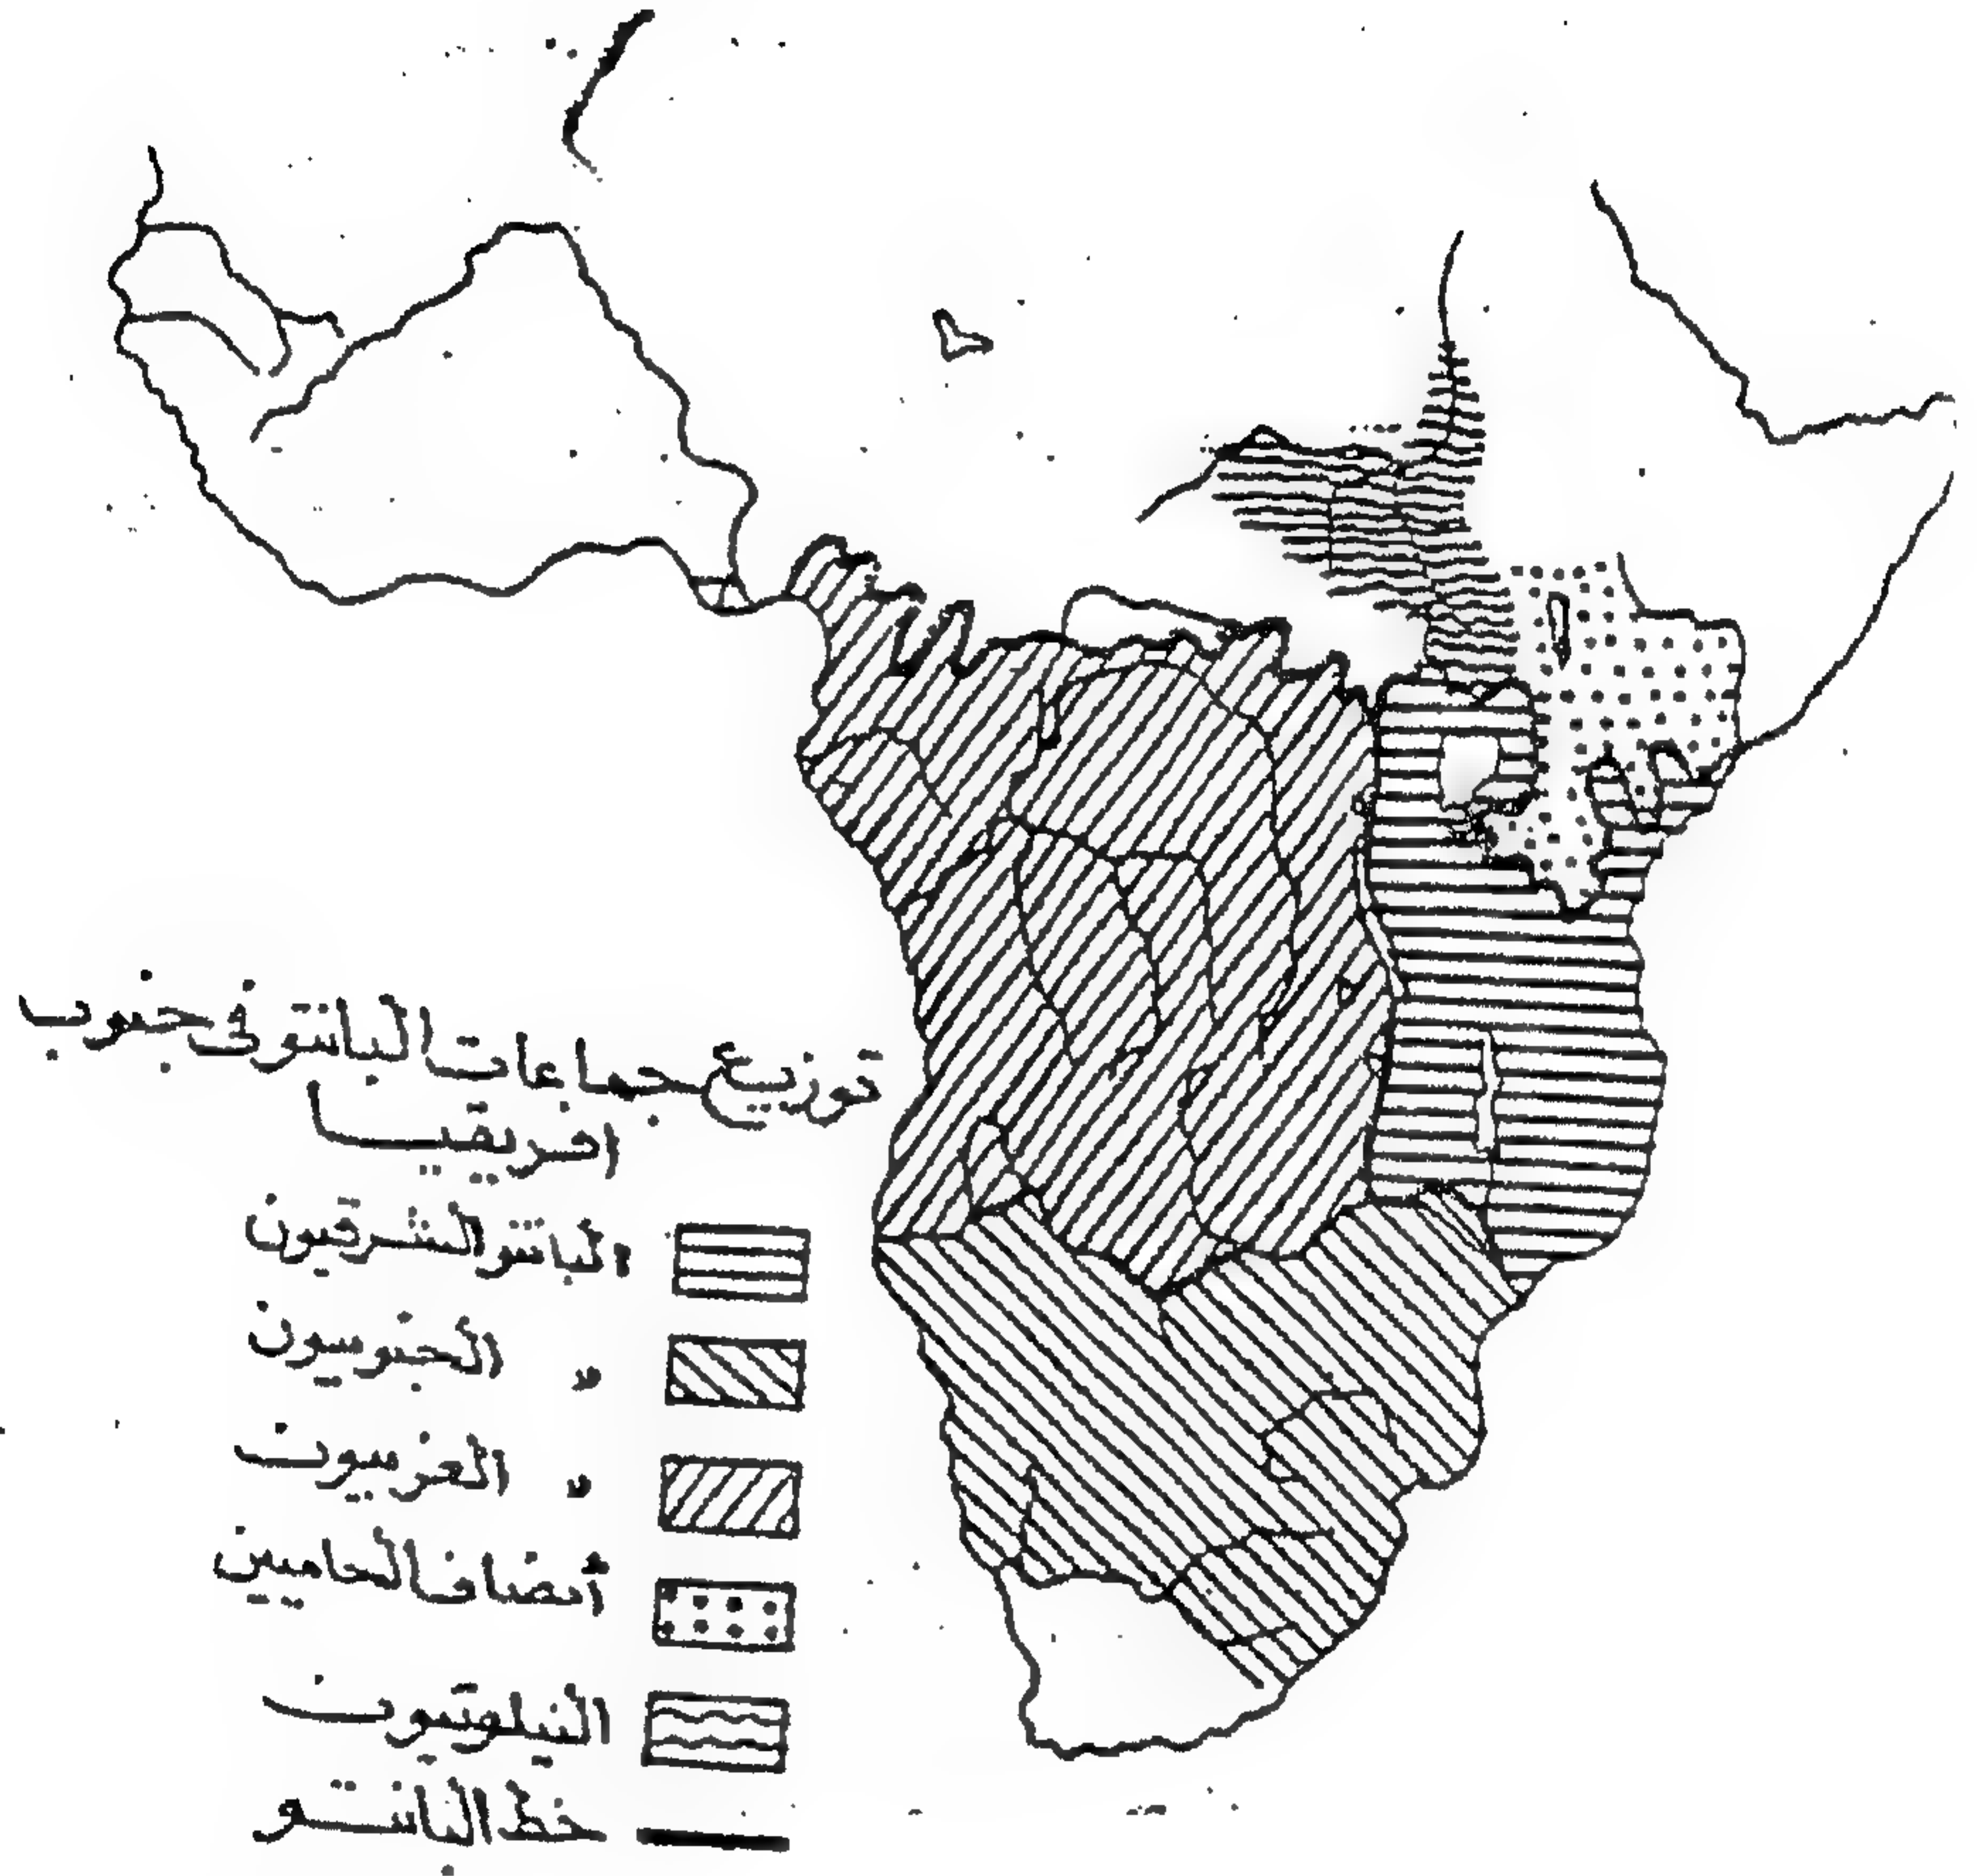 توزيع جماعات البانتو في جنوب
افريقيا
البانتو الشرقيون
" الجنوبيون
" الغربيون
أنصاف الحاميين
النيلوتيون
خط البانتو